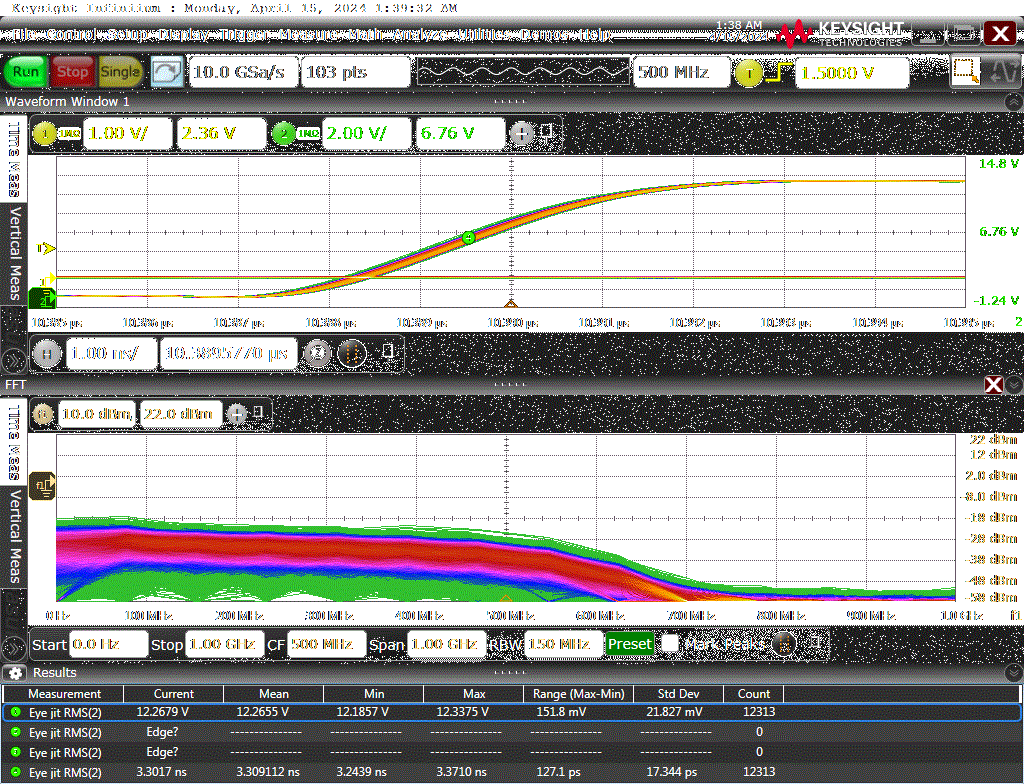 Keysight Infiniium : Monday, April 15, 2024 1:39:32 AM
File Control Setup Display Trigger Measure Math Analyze Utilities Demos Help
1:38 AM
KEYSIGHT
TECHNOLOGIES
Run Stop Single 10.0 GSa/s 103 pts 500 MHz T 1.5000 V
Waveform Window 1
1 1MΩ 1.00 V/ 2.36 V 2 1MΩ 2.00 V/ 6.76 V
Time Meas
Vertical Meas
14.8 V
6.76 V
-1.24 V
10.385 µs 10.386 µs 10.387 µs 10.388 µs 10.389 µs 10.390 µs 10.391 µs 10.392 µs 10.393 µs 10.394 µs 10.395 µs 2
H 1.00 ns/ 10.3895770 µs
FFT
f1 10.0 dBm/ 22.0 dBm
Time Meas
Vertical Meas
22 dBm
12 dBm
2.0 dBm
-8.0 dBm
-18 dBm
-28 dBm
-38 dBm
-48 dBm
-58 dBm
0.0 Hz 100 MHz 200 MHz 300 MHz 400 MHz 500 MHz 600 MHz 700 MHz 800 MHz 900 MHz 1.00 GHz f1
Start 0.0 Hz Stop 1.00 GHz CF 500 MHz Span 1.00 GHz RBW 150 MHz Preset Mark Peaks
Results
Measurement Current Mean Min Max Range (Max-Min) Std Dev Count
Eye jit RMS(2) 12.2679 V 12.2655 V 12.1857 V 12.3375 V 151.8 mV 21.827 mV 12313
Eye jit RMS(2) Edge? -------------- -------------- -------------- -------------- -------------- 0
Eye jit RMS(2) Edge? -------------- -------------- -------------- -------------- -------------- 0
Eye jit RMS(2) 3.3017 ns 3.309112 ns 3.2439 ns 3.3710 ns 127.1 ps 17.344 ps 12313